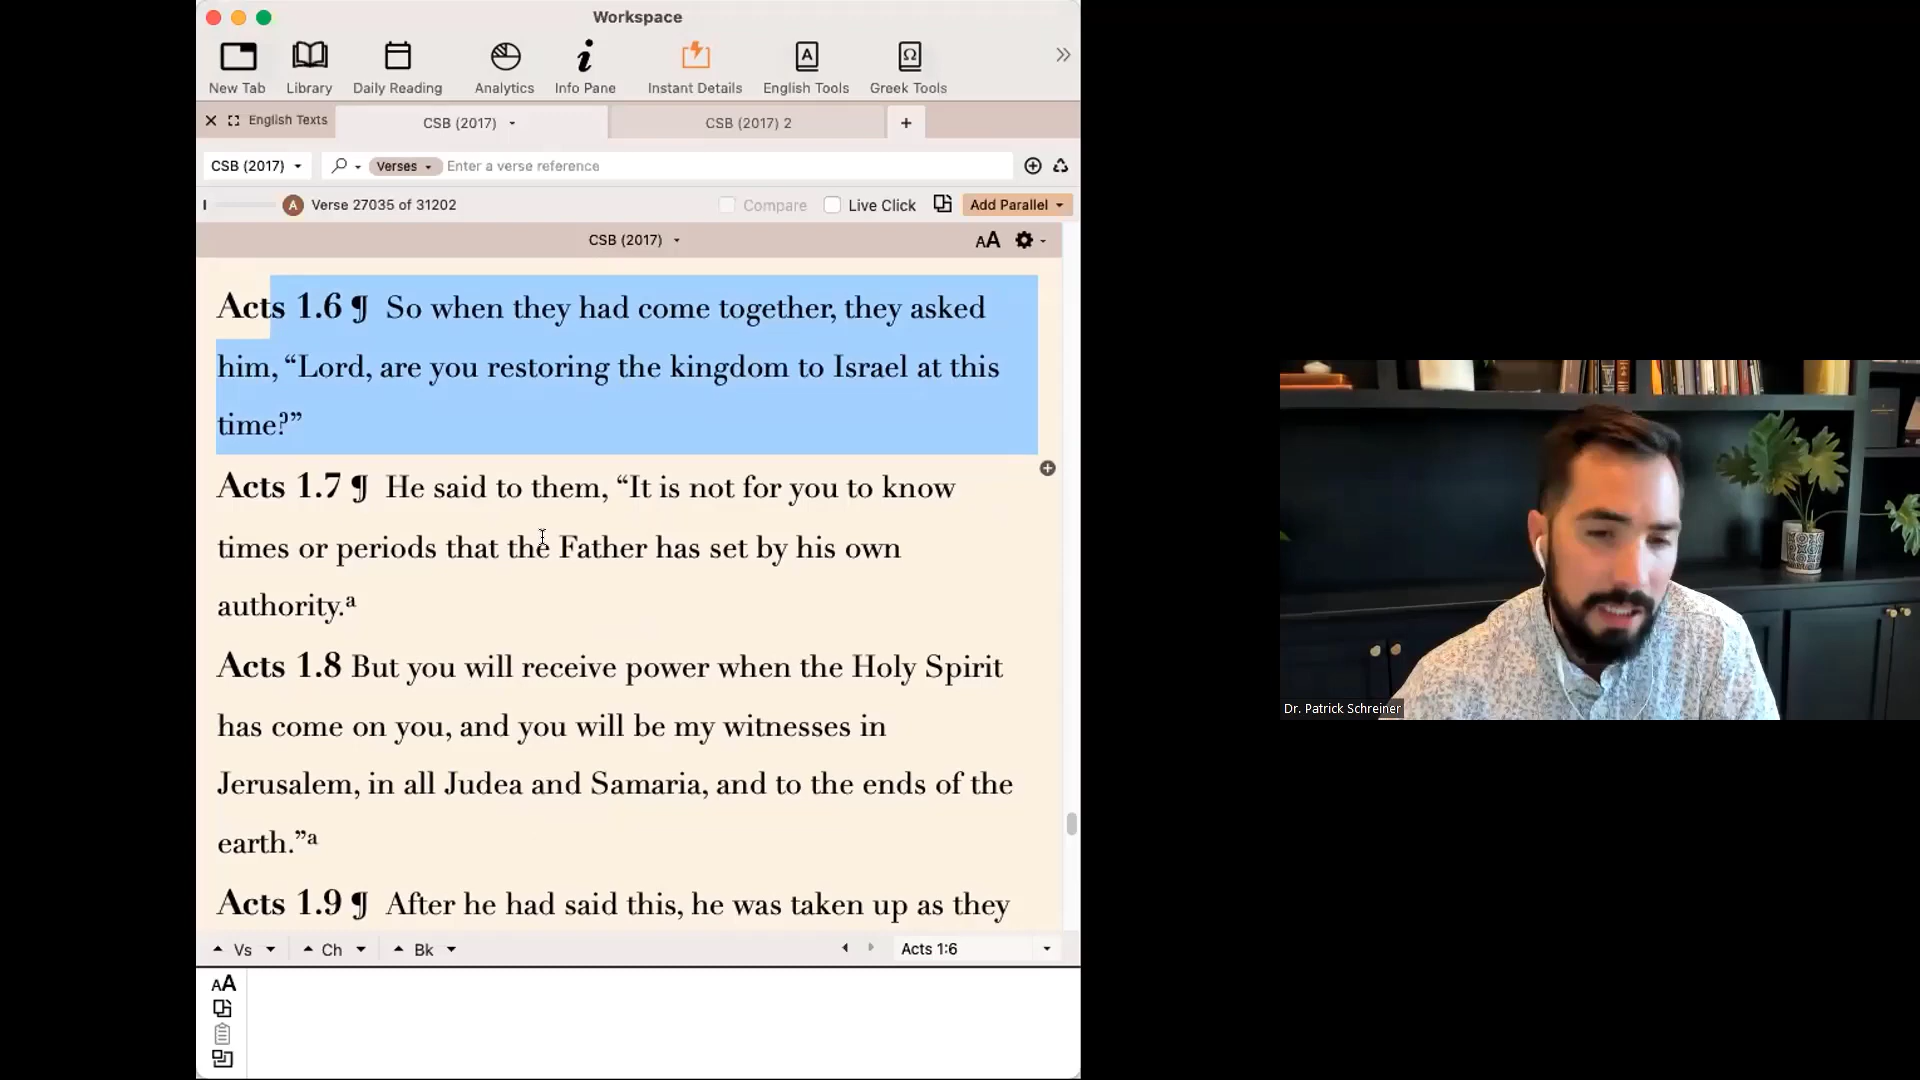 Workspace
New Tab
Library
Daily Reading
Analytics
Info Pane
Instant Details
English Tools
Greek Tools
English Texts
CSB (2017)
CSB (2017) 2
CSB (2017)
Verses
Enter a verse reference
Verse 27035 of 31202
Compare
Live Click
Add Parallel
CSB (2017)
AA
Acts 1.6 ¶ So when they had come together, they asked
him, “Lord, are you restoring the kingdom to Israel at this
time?”
Acts 1.7 ¶ He said to them, “It is not for you to know
times or periods that the Father has set by his own
authority.ª
Acts 1.8 But you will receive power when the Holy Spirit
has come on you, and you will be my witnesses in
Jerusalem, in all Judea and Samaria, and to the ends of the
earth.”ª
Acts 1.9 ¶ After he had said this, he was taken up as they
Vs
Ch
Bk
Acts 1:6
AA
Dr. Patrick Schreiner